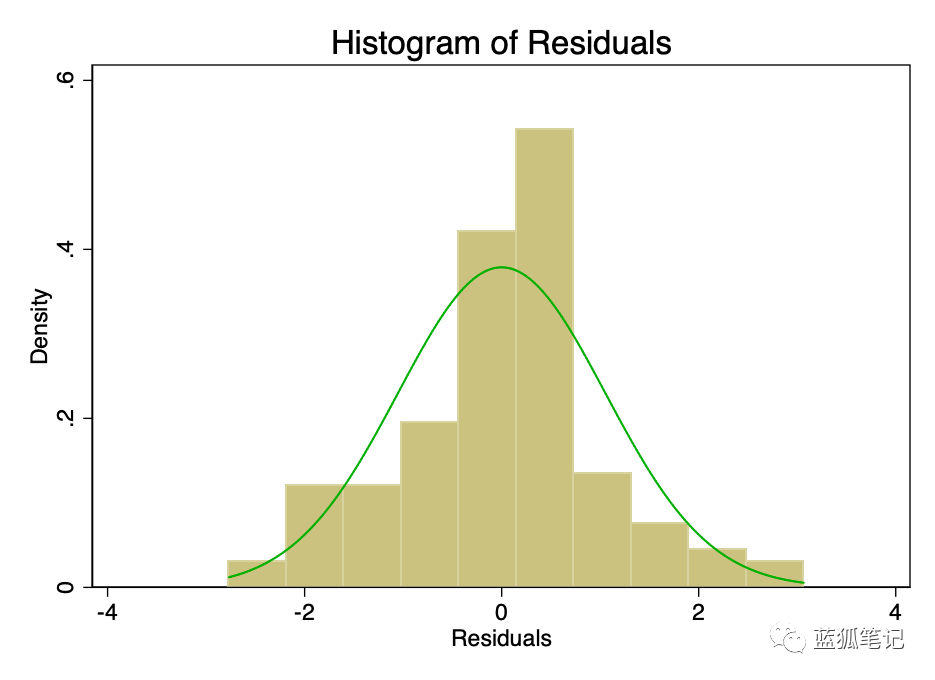 Histogram of Residuals
.6
.4
.2
0
Density
-4
-2
0
2
4
Residuals
蓝狐笔记